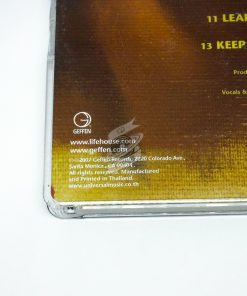 11 LEA
13 KEEP
Prod
Vocals &
GEFFEN
www.lifehouse.com
www.geffen.com
2007 Geffen Records, 2220 Colorado Ave.,
Santa Monica, CA 90404.
All rights reserved. Manufactured
and Printed in Thailand.
www.universalmusic.co.th